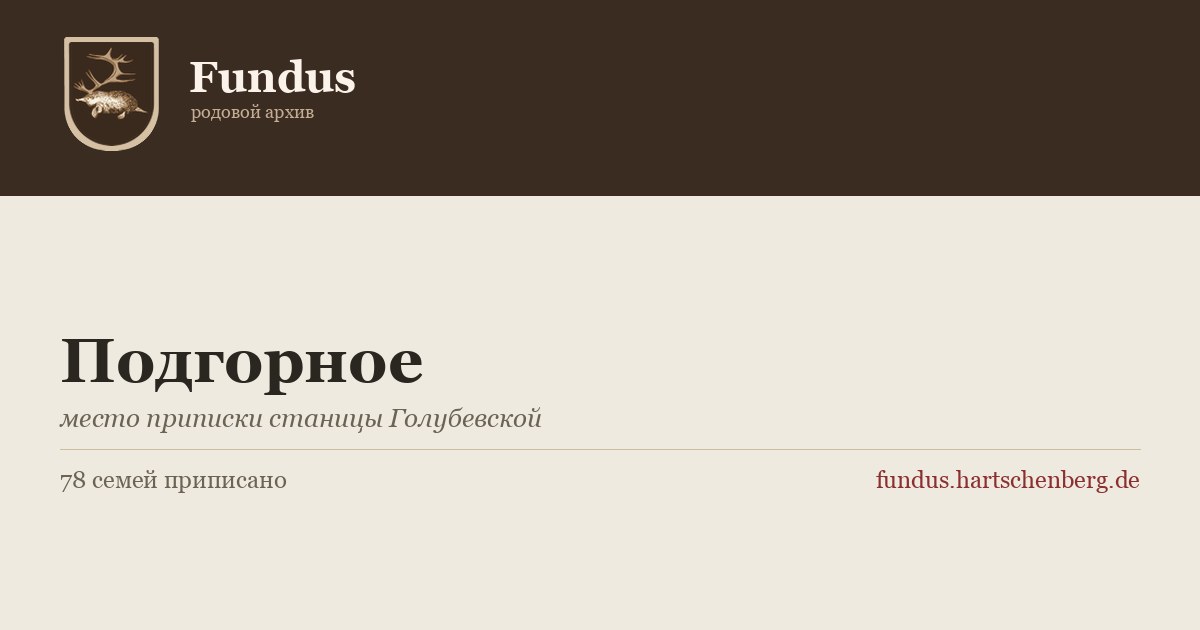 Fundus
родовой архив
Подгорное
место приписки станицы Голубевской
78 семей приписано
fundus.hartschenberg.de